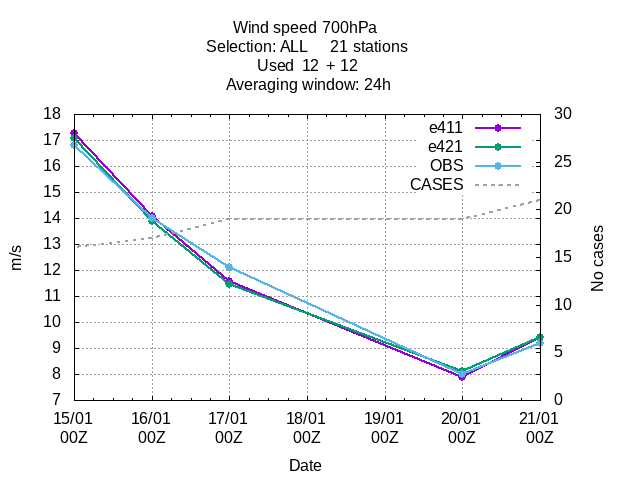 Wind speed 700hPa
Selection: ALL 21 stations
Used 12 + 12
Averaging window: 24h
18
17
16
15
14
13
12
11
10
9
8
7
m/s
30
25
20
15
10
5
0
No cases
e411
e421
OBS
CASES
15/01 16/01 17/01 18/01 19/01 20/01 21/01
00Z 00Z 00Z 00Z 00Z 00Z 00Z
Date